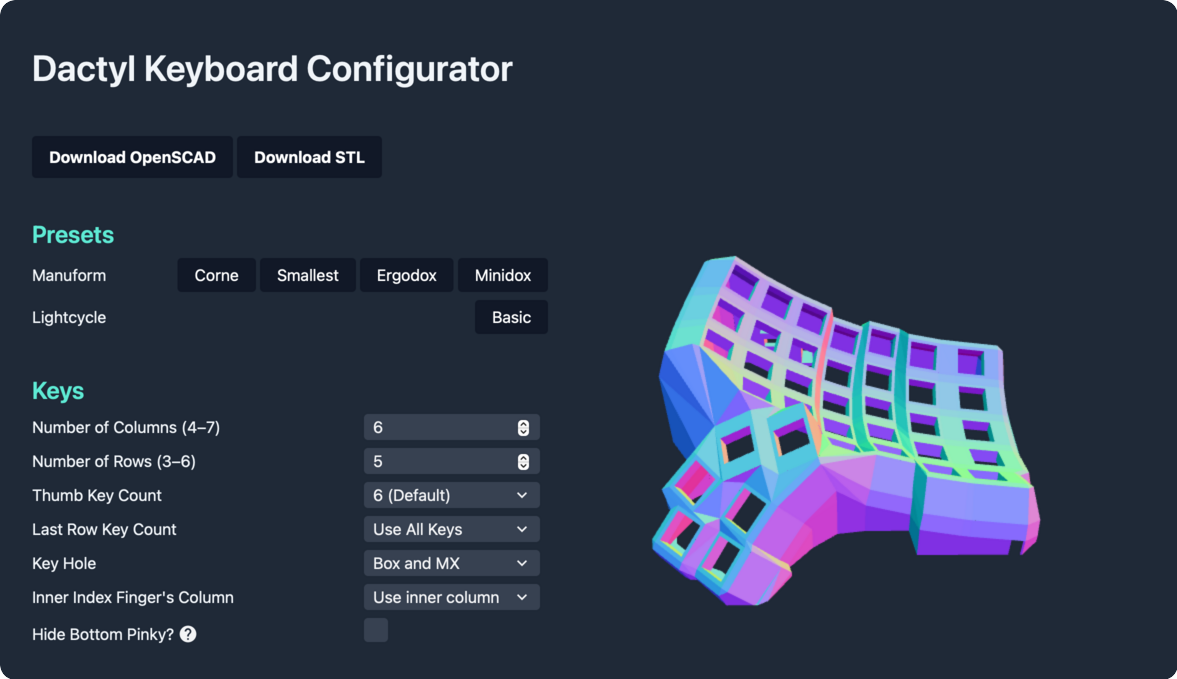 Dactyl Keyboard Configurator
Download OpenSCAD Download STL
Presets
Manuform Corne Smallest Ergodox Minidox
Lightcycle Basic
Keys
Number of Columns (4–7) 6
Number of Rows (3–6) 5
Thumb Key Count 6 (Default)
Last Row Key Count Use All Keys
Key Hole Box and MX
Inner Index Finger's Column Use inner column
Hide Bottom Pinky? ?